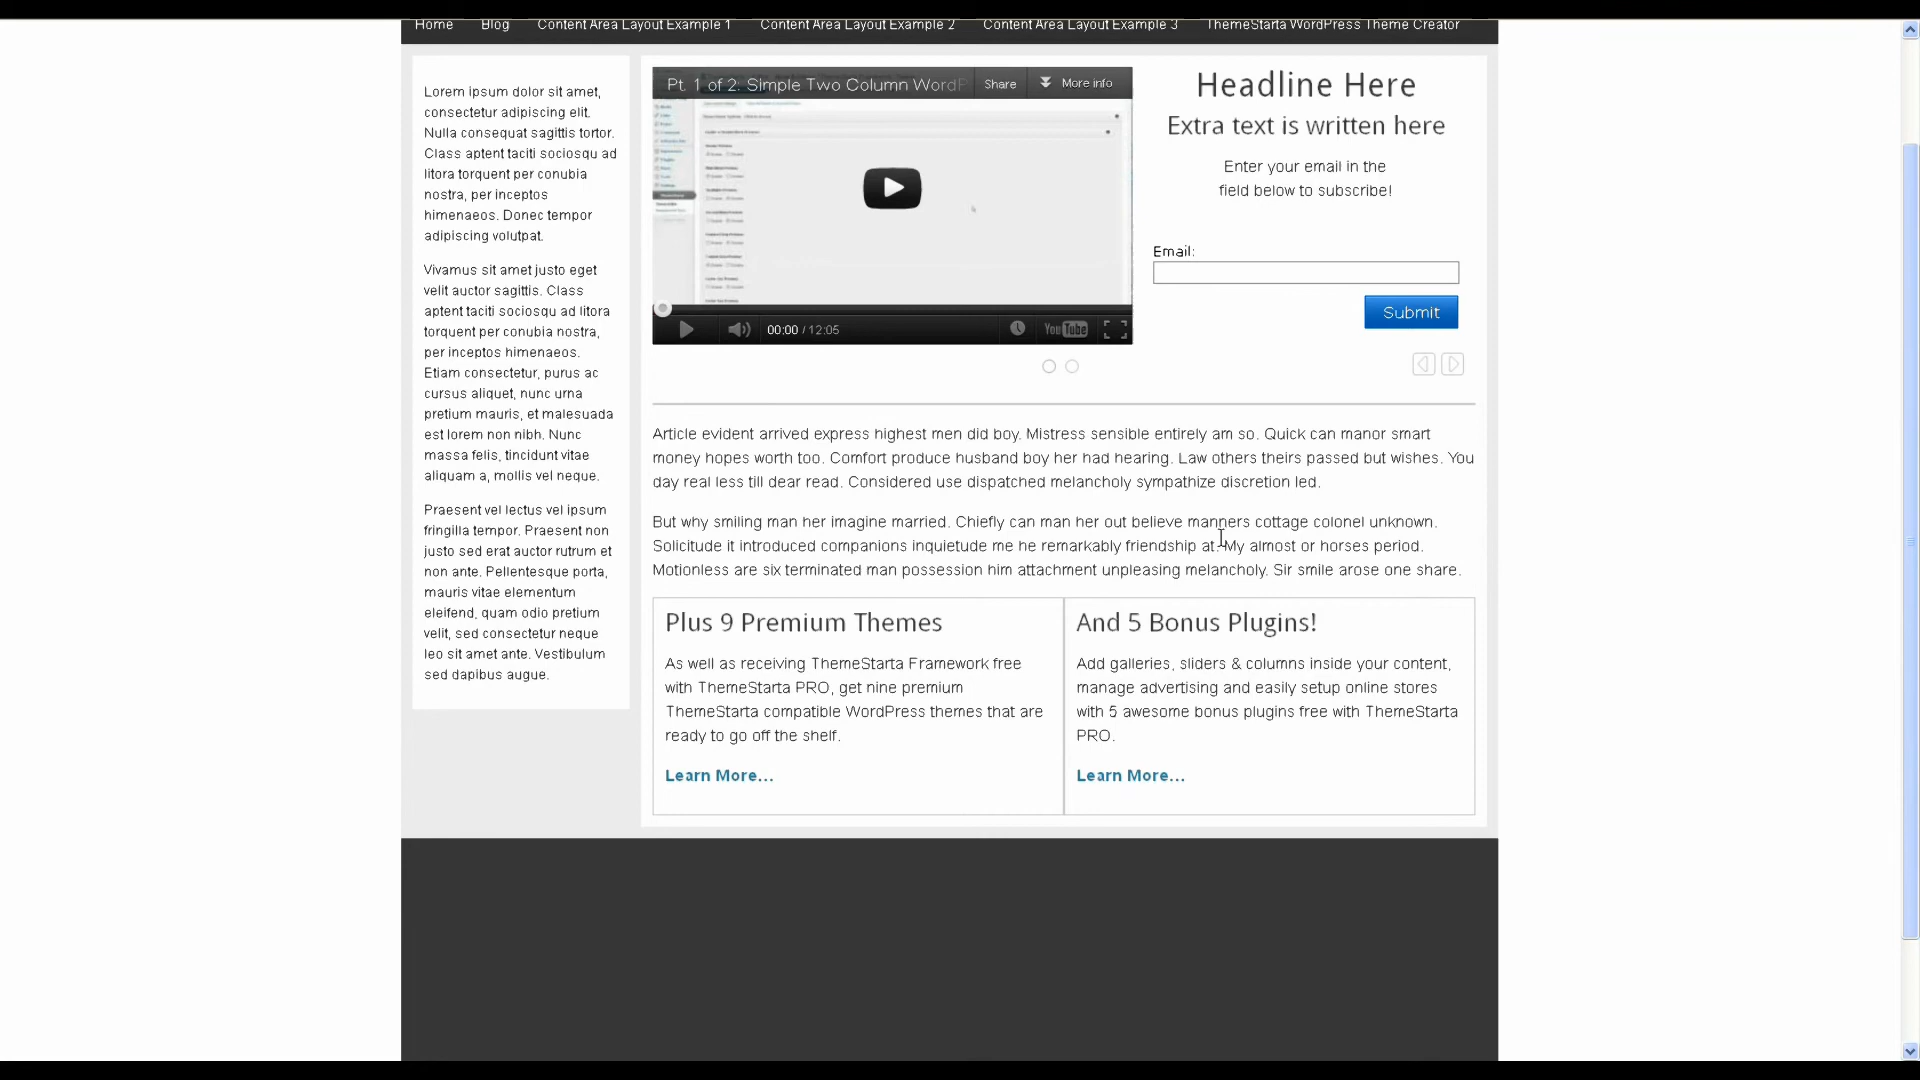 Home Blog Content Area Layout Example 1 Content Area Layout Example 2 Content Area Layout Example 3 ThemeStarta WordPress Theme Creator
Lorem ipsum dolor sit amet,
consectetur adipiscing elit.
Nulla consequat sagittis tortor.
Class aptent taciti sociosqu ad
litora torquent per conubia
nostra, per inceptos
himenaeos. Donec tempor
adipiscing volutpat.
Vivamus sit amet justo eget
velit auctor sagittis. Class
aptent taciti sociosqu ad litora
torquent per conubia nostra,
per inceptos himenaeos.
Etiam consectetur, purus ac
cursus aliquet, nunc urna
pretium mauris, et malesuada
est lorem non nibh. Nunc
massa felis, tincidunt vitae
aliquam a, mollis vel neque.
Praesent vel lectus vel ipsum
fringilla tempor. Praesent non
justo sed erat auctor rutrum et
non ante. Pellentesque porta,
mauris vitae elementum
eleifend, quam odio pretium
velit, sed consectetur neque
leo sit amet ante. Vestibulum
sed dapibus augue.
Pt. 1 of 2: Simple Two Column WordP
Share More info
00:00 / 12:05
YouTube
Headline Here
Extra text is written here
Enter your email in the
field below to subscribe!
Email:
Submit
Article evident arrived express highest men did boy. Mistress sensible entirely am so. Quick can manor smart
money hopes worth too. Comfort produce husband boy her had hearing. Law others theirs passed but wishes. You
day real less till dear read. Considered use dispatched melancholy sympathize discretion led.
But why smiling man her imagine married. Chiefly can man her out believe manners cottage colonel unknown.
Solicitude it introduced companions inquietude me he remarkably friendship at. My almost or horses period.
Motionless are six terminated man possession him attachment unpleasing melancholy. Sir smile arose one share.
Plus 9 Premium Themes
As well as receiving ThemeStarta Framework free
with ThemeStarta PRO, get nine premium
ThemeStarta compatible WordPress themes that are
ready to go off the shelf.
Learn More...
And 5 Bonus Plugins!
Add galleries, sliders & columns inside your content,
manage advertising and easily setup online stores
with 5 awesome bonus plugins free with ThemeStarta
PRO.
Learn More...